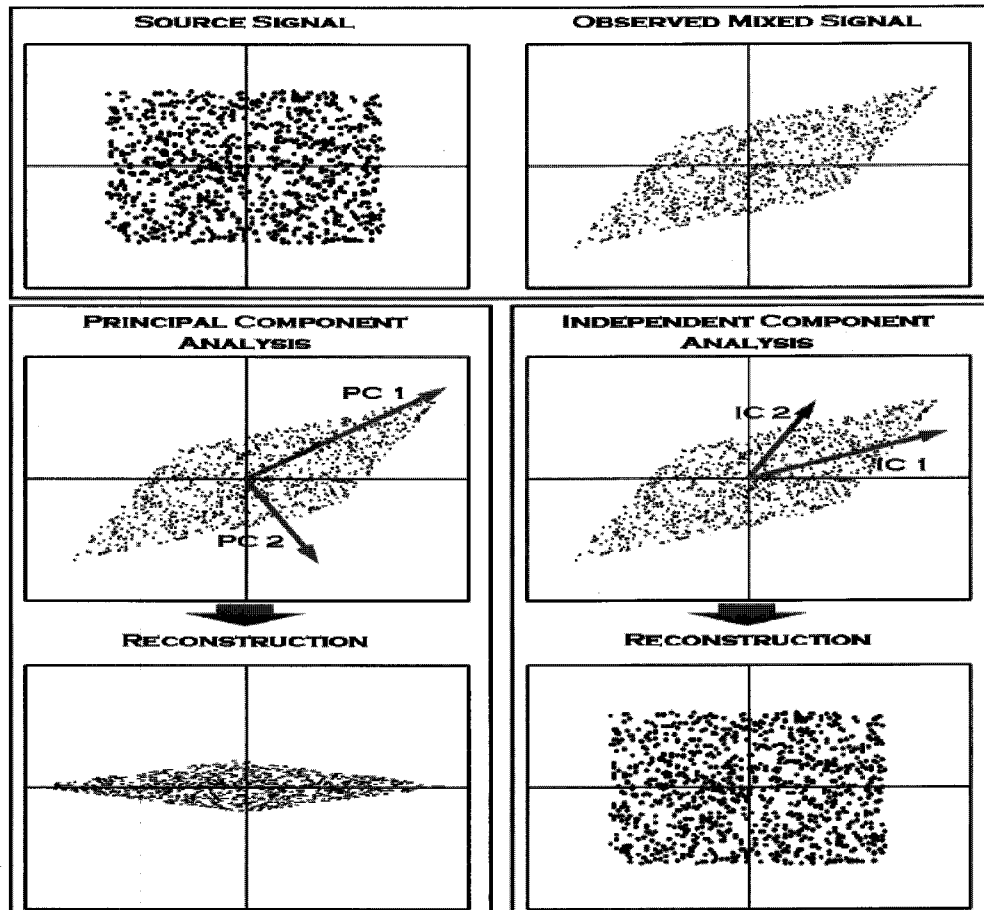 SOURCE SIGNAL
OBSERVED MIXED SIGNAL
PRINCIPAL COMPONENT
ANALYSIS
PC 1
PC 2
RECONSTRUCTION
INDEPENDENT COMPONENT
ANALYSIS
IC 2
IC 1
RECONSTRUCTION